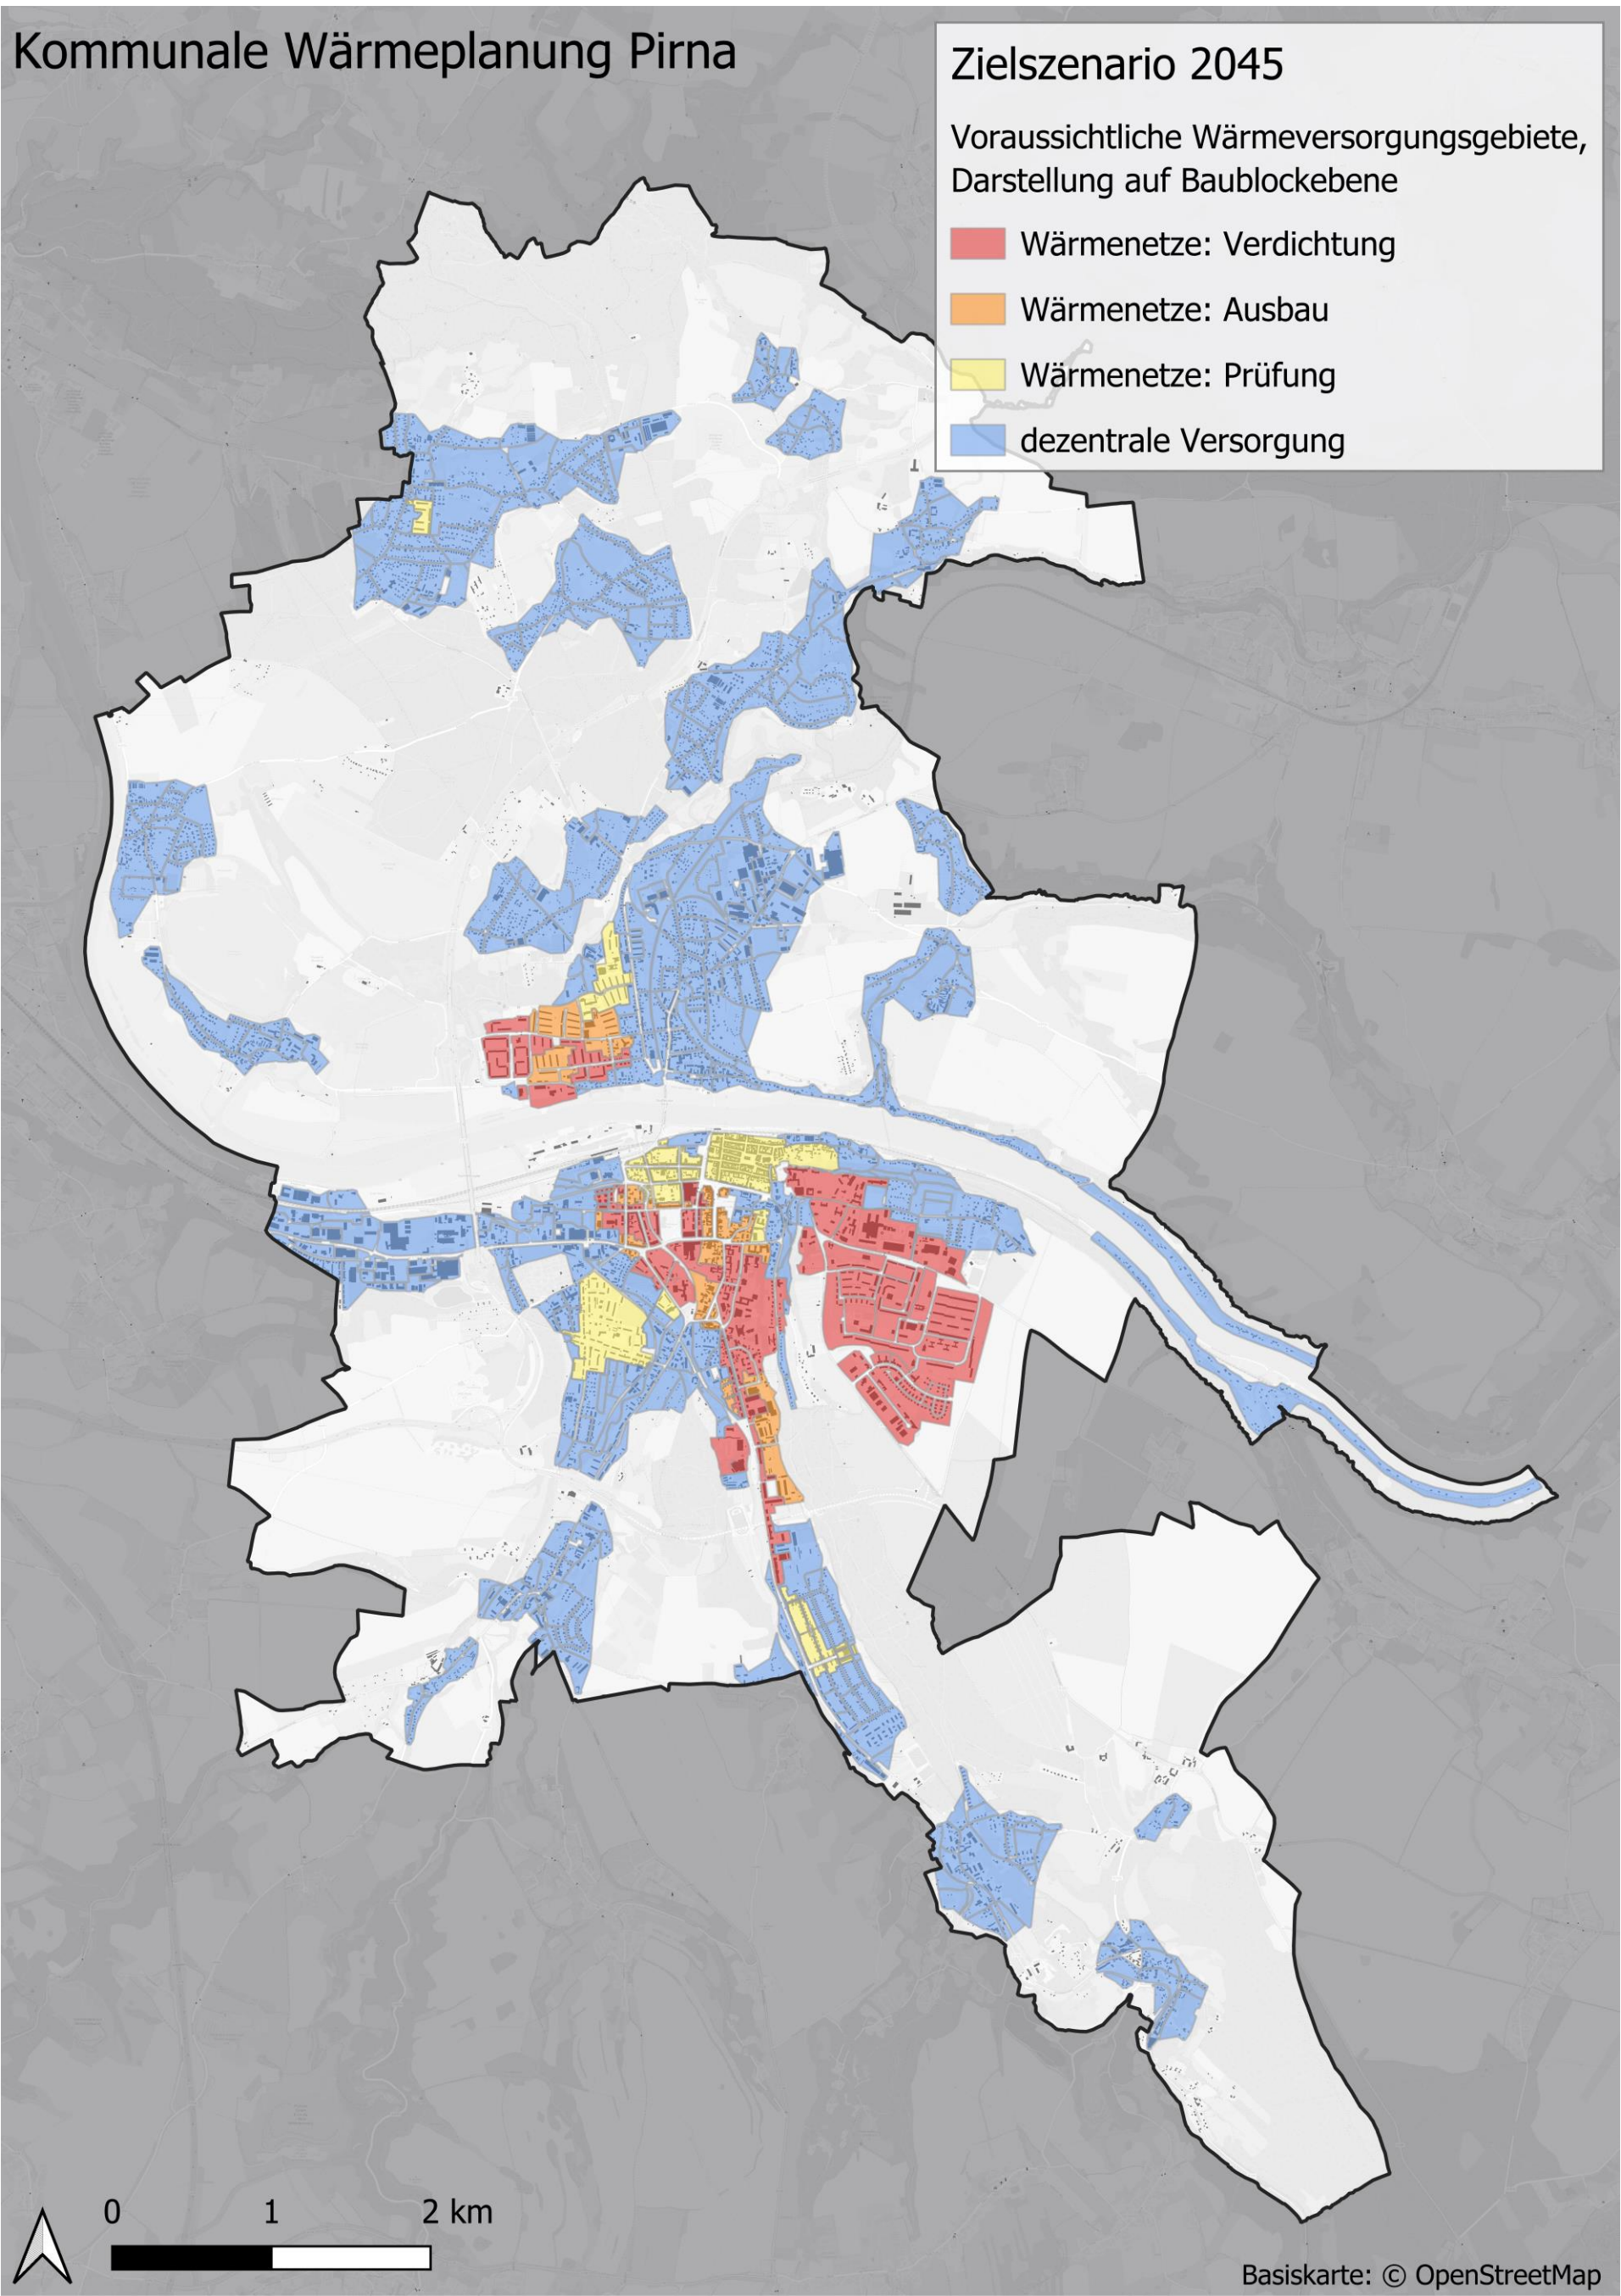 Kommunale Wärmeplanung Pirna
Zielszenario 2045
Voraussichtliche Wärmeversorgungsgebiete,
Darstellung auf Baublockebene
Wärmenetze: Verdichtung
Wärmenetze: Ausbau
Wärmenetze: Prüfung
dezentrale Versorgung
0 1 2 km
Basiskarte: © OpenStreetMap